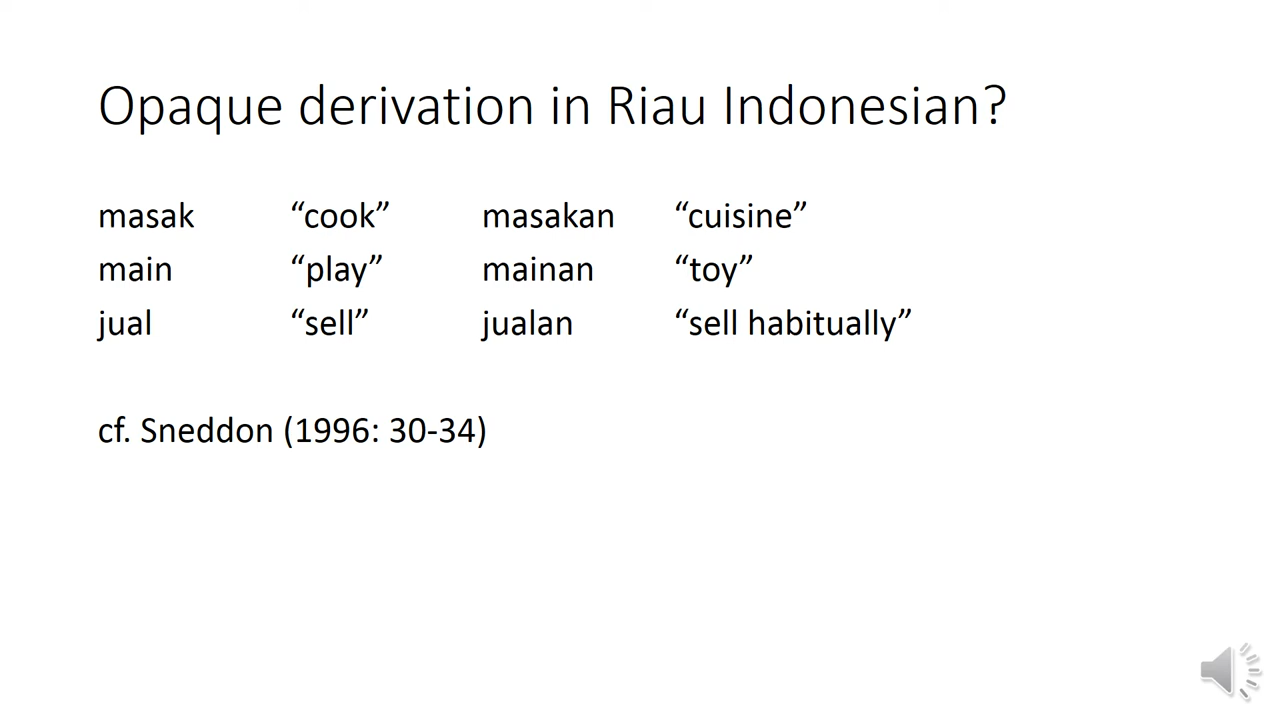 Opaque derivation in Riau Indonesian?
masak “cook” masakan “cuisine”
main “play” mainan “toy”
jual “sell” jualan “sell habitually”
cf. Sneddon (1996: 30-34)